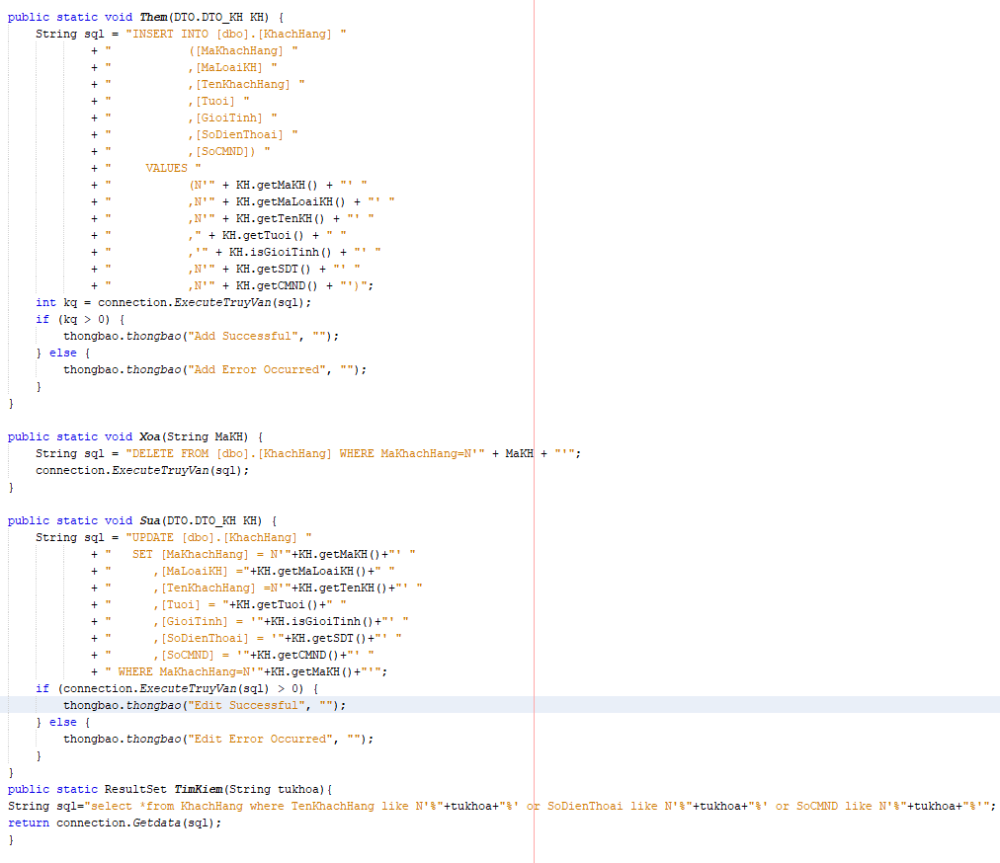 public static void Them(DTO.DTO_KH KH) {
    String sql = "INSERT INTO [dbo].[KhachHang] "
            + "           ([MaKhachHang] "
            + "           ,[MaLoaiKH] "
            + "           ,[TenKhachHang] "
            + "           ,[Tuoi] "
            + "           ,[GioiTinh] "
            + "           ,[SoDienThoai] "
            + "           ,[SoCMND]) "
            + "     VALUES "
            + "           (N'" + KH.getMaKH() + "' "
            + "           ,N'" + KH.getMaLoaiKH() + "' "
            + "           ,N'" + KH.getTenKH() + "' "
            + "           ," + KH.getTuoi() + " "
            + "           ,'" + KH.isGioiTinh() + "' "
            + "           ,N'" + KH.getSDT() + "' "
            + "           ,N'" + KH.getCMND() + "')";
    int kq = connection.ExecuteTruyVan(sql);
    if (kq > 0) {
        thongbao.thongbao("Add Successful", "");
    } else {
        thongbao.thongbao("Add Error Occurred", "");
    }
}

public static void Xoa(String MaKH) {
    String sql = "DELETE FROM [dbo].[KhachHang] WHERE MaKhachHang=N'" + MaKH + "'";
    connection.ExecuteTruyVan(sql);
}

public static void Sua(DTO.DTO_KH KH) {
    String sql = "UPDATE [dbo].[KhachHang] "
            + "   SET [MaKhachHang] = N'"+KH.getMaKH()+"' "
            + "      ,[MaLoaiKH] ="+KH.getMaLoaiKH()+" "
            + "      ,[TenKhachHang] =N'"+KH.getTenKH()+"' "
            + "      ,[Tuoi] = "+KH.getTuoi()+" "
            + "      ,[GioiTinh] = '"+KH.isGioiTinh()+"' "
            + "      ,[SoDienThoai] = '"+KH.getSDT()+"' "
            + "      ,[SoCMND] = '"+KH.getCMND()+"' "
            + " WHERE MaKhachHang=N'"+KH.getMaKH()+"'";
    if (connection.ExecuteTruyVan(sql) > 0) {
        thongbao.thongbao("Edit Successful", "");
    } else {
        thongbao.thongbao("Edit Error Occurred", "");
    }
}
public static ResultSet TimKiem(String tukhoa){
String sql="select *from KhachHang where TenKhachHang like N'%"+tukhoa+"%' or SoDienThoai like N'%"+tukhoa+"%' or SoCMND like N'%"+tukhoa+"%'";
return connection.Getdata(sql);
}